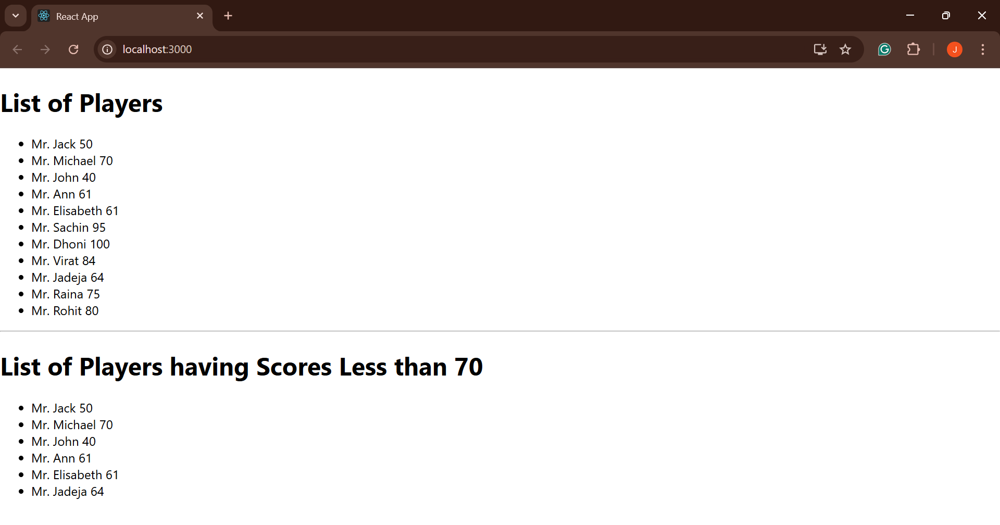 React App
localhost:3000
J
List of Players
Mr. Jack 50
Mr. Michael 70
Mr. John 40
Mr. Ann 61
Mr. Elisabeth 61
Mr. Sachin 95
Mr. Dhoni 100
Mr. Virat 84
Mr. Jadeja 64
Mr. Raina 75
Mr. Rohit 80
List of Players having Scores Less than 70
Mr. Jack 50
Mr. Michael 70
Mr. John 40
Mr. Ann 61
Mr. Elisabeth 61
Mr. Jadeja 64